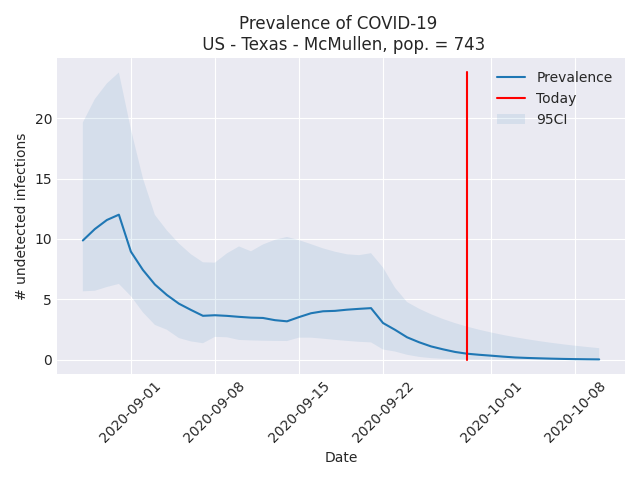 Prevalence of COVID-19
US - Texas - McMullen, pop. = 743
Prevalence
Today
95CI
# undetected infections
20
15
10
5
0
2020-09-01
2020-09-08
2020-09-15
2020-09-22
2020-10-01
2020-10-08
Date